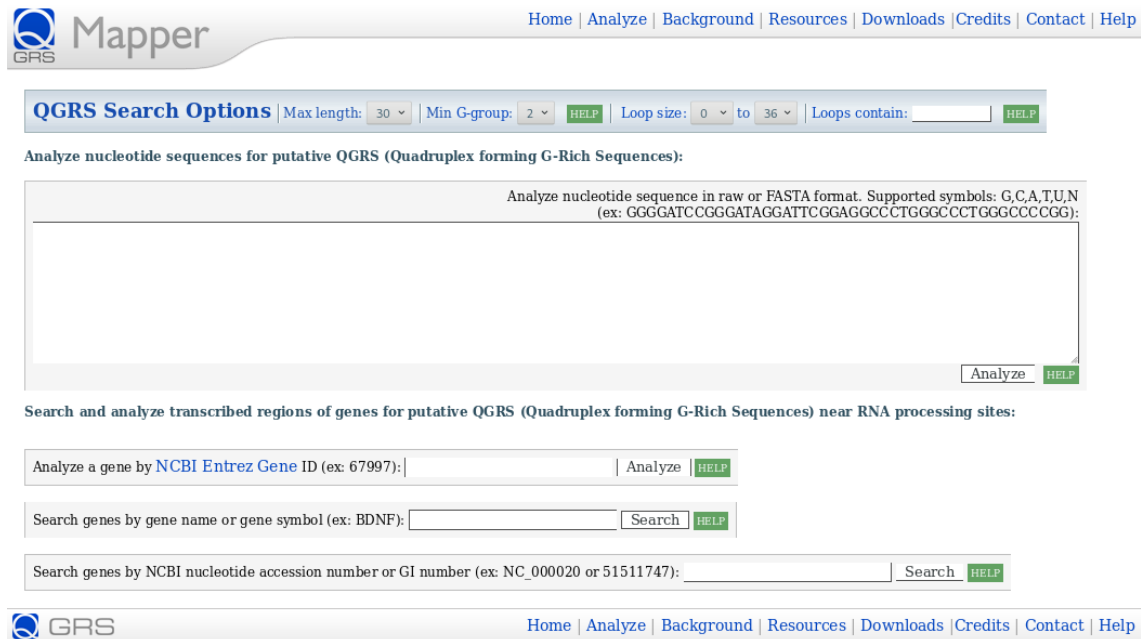 Q GRS Mapper
Home | Analyze | Background | Resources | Downloads |Credits | Contact | Help
QGRS Search Options Max length: 30 Min G-group: 2 HELP Loop size: 0 to 36 Loops contain: HELP
Analyze nucleotide sequences for putative QGRS (Quadruplex forming G-Rich Sequences):
Analyze nucleotide sequence in raw or FASTA format. Supported symbols: G,C,A,T,U,N
(ex: GGGGATCCGGGATAGGATTCGGAGGCCCTGGGCCCTGGGCCCCGG):
Analyze HELP
Search and analyze transcribed regions of genes for putative QGRS (Quadruplex forming G-Rich Sequences) near RNA processing sites:
Analyze a gene by NCBI Entrez Gene ID (ex: 67997): Analyze HELP
Search genes by gene name or gene symbol (ex: BDNF): Search HELP
Search genes by NCBI nucleotide accession number or GI number (ex: NC_000020 or 51511747): Search HELP
Q GRS Home | Analyze | Background | Resources | Downloads |Credits | Contact | Help